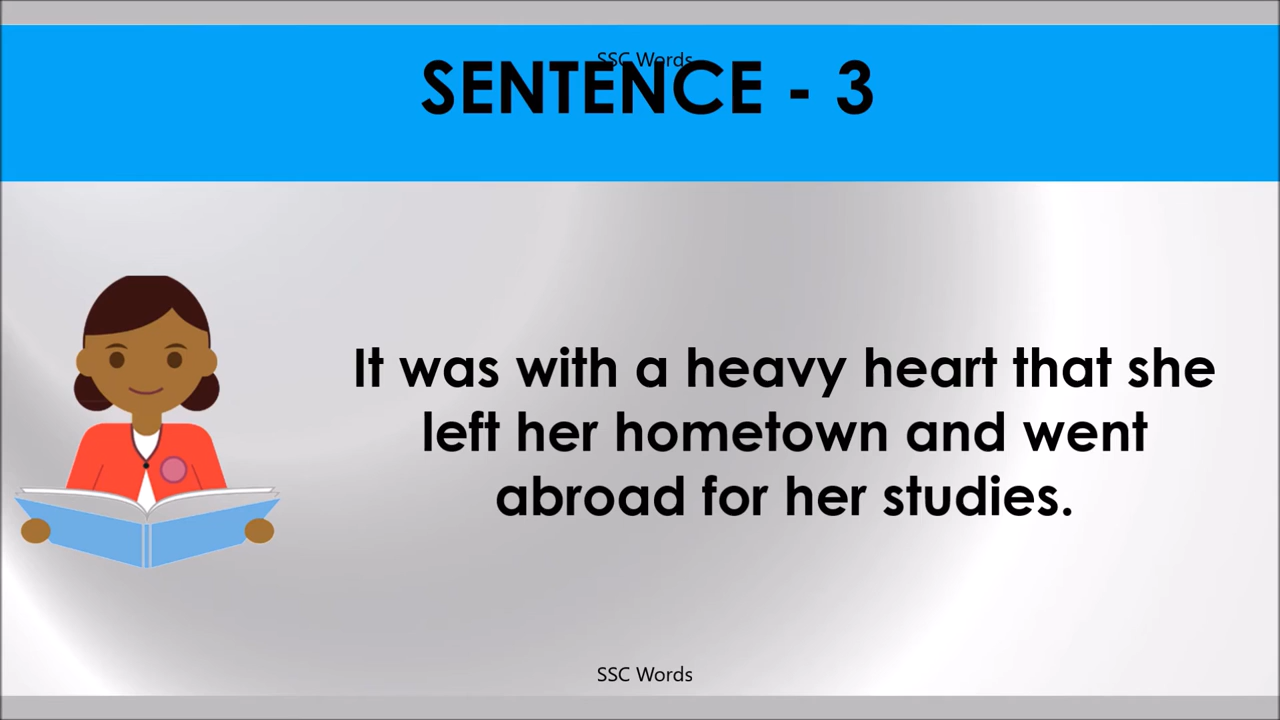 SSC Words
SENTENCE - 3
It was with a heavy heart that she
left her hometown and went
abroad for her studies.
SSC Words